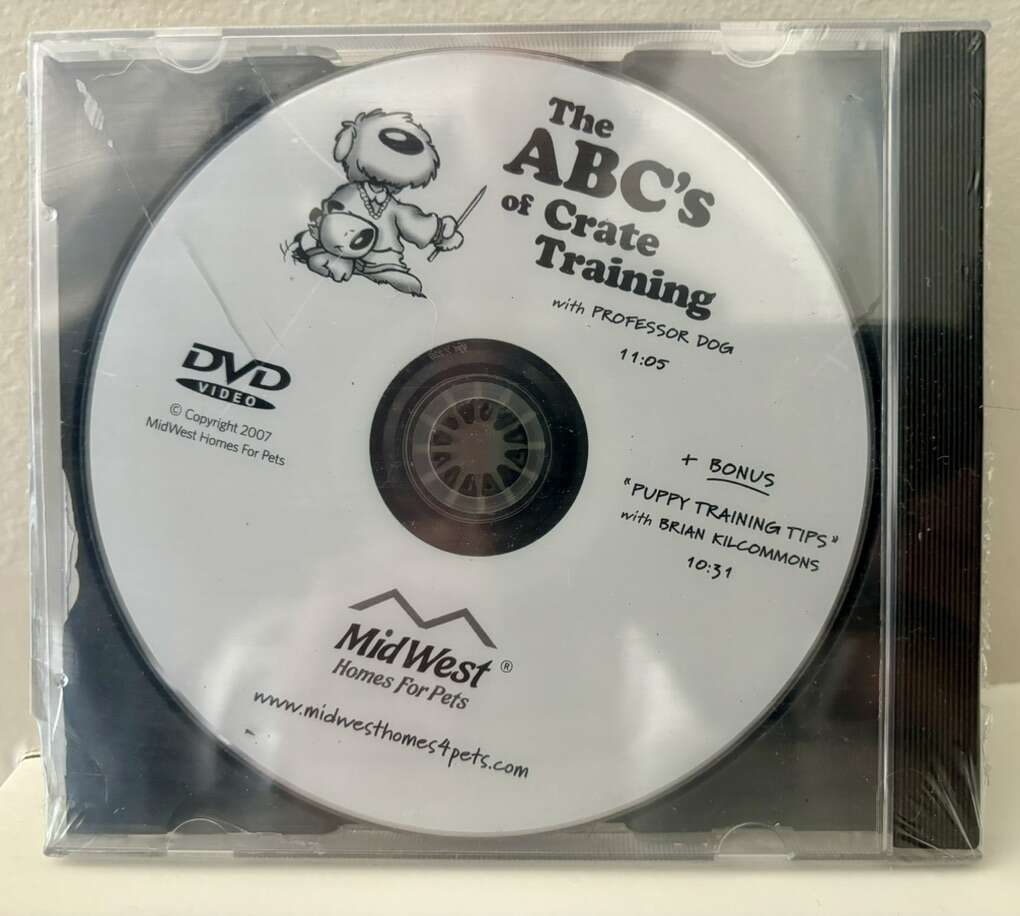 The
ABC's
of Crate
Training
with PROFESSOR DOG
11:05
DVD
VIDEO
© Copyright 2007
MidWest Homes For Pets
+ BONUS
"PUPPY TRAINING TIPS"
with BRIAN KILCOMMONS
10:31
MidWest®
Homes For Pets
www.midwesthomes4pets.com